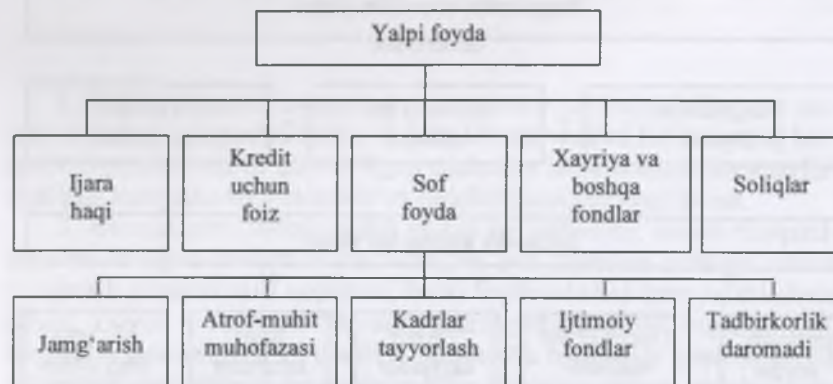 Yalpi foyda
Ijara
haqi
Kredit
uchun
foiz
Sof
foyda
Xayriya va
boshqa
fondlar
Soliqlar
Jamg‘arish
Atrof-muhit
muhofazasi
Kadrlar
tayyorlash
Ijtimoiy
fondlar
Tadbirkorlik
daromadi